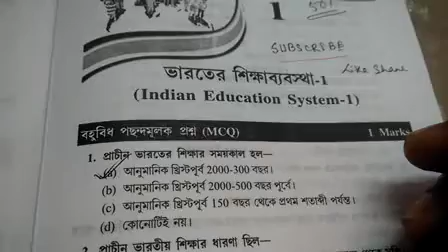 1
501
SUBSCRIBE
Like Share
ভারতের শিক্ষাব্যবস্থা-1
(Indian Education System-1)
বহুবিধ পছন্দমূলক প্রশ্ন (MCQ) 1 Marks
1. প্রাচীন ভারতের শিক্ষার সময়কাল হল—
(a) আনুমানিক খ্রিস্টপূর্ব 2000-300 বছর।
(b) আনুমানিক খ্রিস্টপূর্ব 2000-500 বছর পূর্বে।
(c) আনুমানিক খ্রিস্টপূর্ব 150 বছর থেকে প্রথম শতাব্দী পর্যন্ত।
(d) কোনোটিই নয়।
2. প্রাচীন ভারতীয় শিক্ষার ধারণা ছিল—